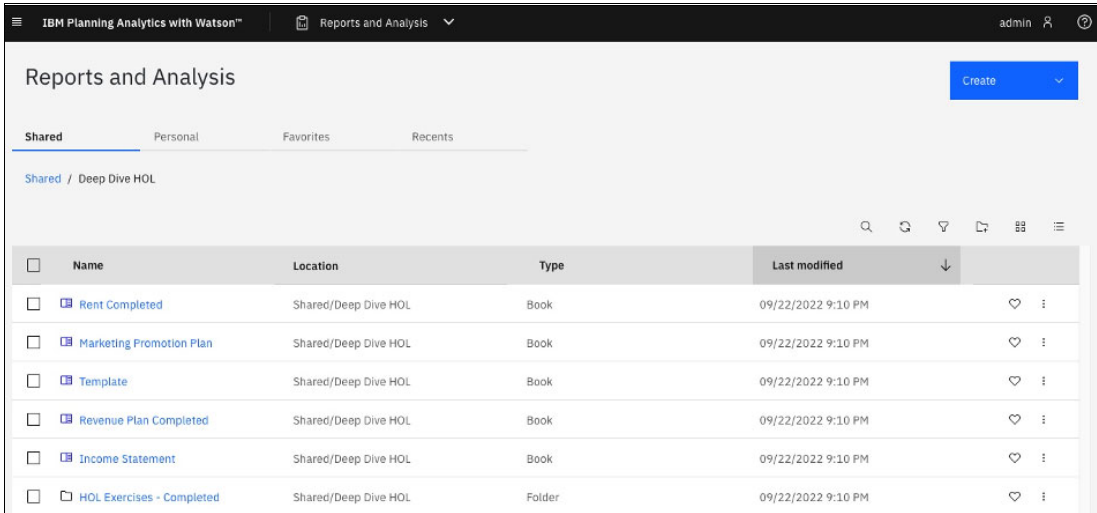 IBM Planning Analytics with Watson™ Reports and Analysis admin
Reports and Analysis
Create
Shared Personal Favorites Recents
Shared / Deep Dive HOL
Name Location Type Last modified
Rent Completed Shared/Deep Dive HOL Book 09/22/2022 9:10 PM
Marketing Promotion Plan Shared/Deep Dive HOL Book 09/22/2022 9:10 PM
Template Shared/Deep Dive HOL Book 09/22/2022 9:10 PM
Revenue Plan Completed Shared/Deep Dive HOL Book 09/22/2022 9:10 PM
Income Statement Shared/Deep Dive HOL Book 09/22/2022 9:10 PM
HOL Exercises - Completed Shared/Deep Dive HOL Folder 09/22/2022 9:10 PM